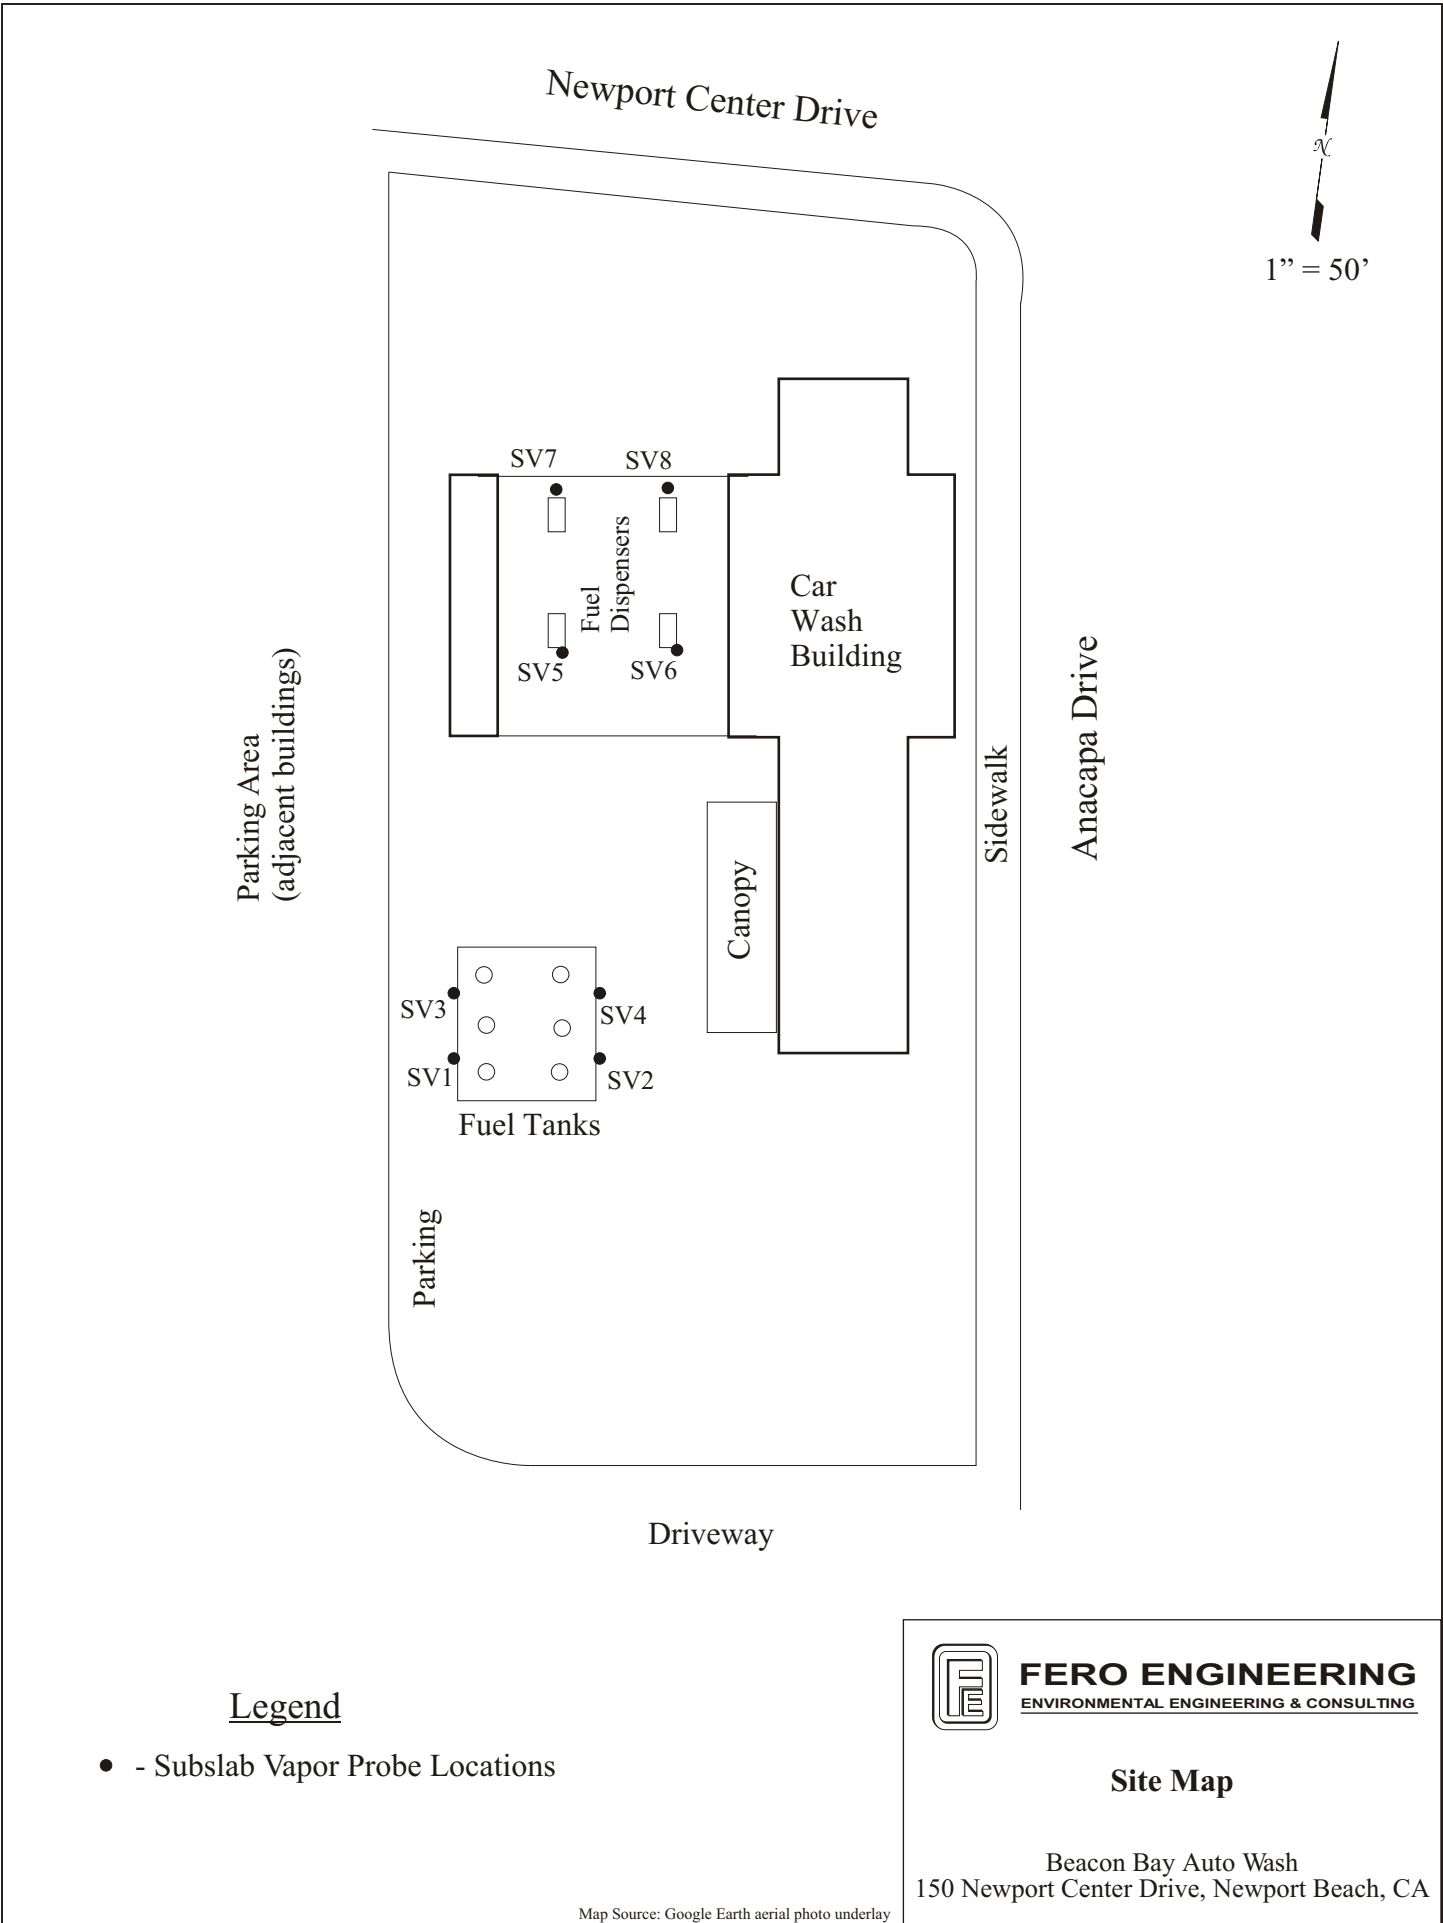 Newport Center Drive
N
1” = 50’
SV7
SV8
Fuel
Dispensers
Car
Wash
Building
SV5
SV6
Parking Area
(adjacent buildings)
Sidewalk
Anacapa Drive
Canopy
SV3
SV4
SV1
SV2
Fuel Tanks
Parking
Driveway
Legend
- Subslab Vapor Probe Locations
FE
FERO ENGINEERING
ENVIRONMENTAL ENGINEERING & CONSULTING
Site Map
Beacon Bay Auto Wash
150 Newport Center Drive, Newport Beach, CA
Map Source: Google Earth aerial photo underlay